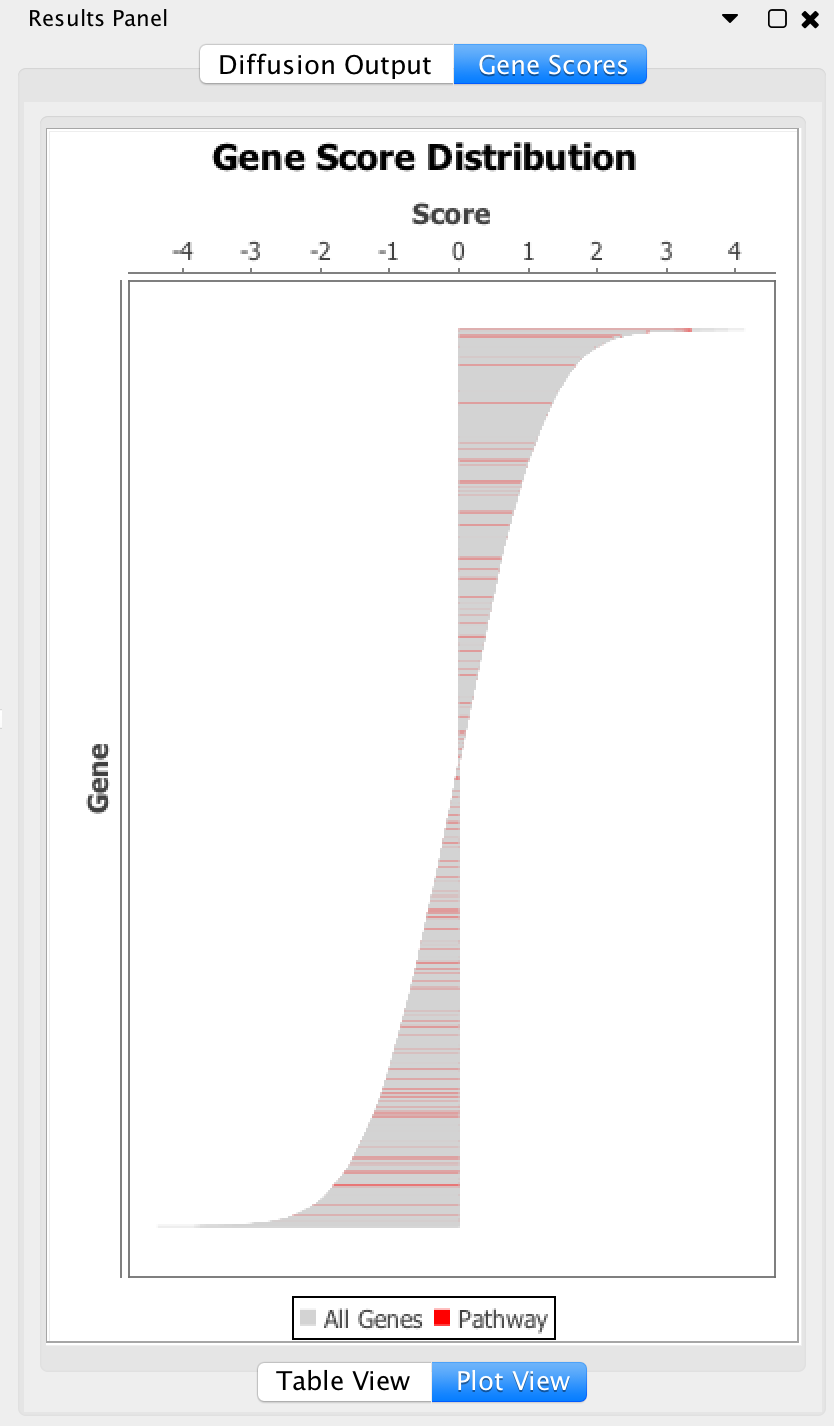 Results Panel
Diffusion Output Gene Scores
Gene Score Distribution
Score
-4 -3 -2 -1 0 1 2 3 4
Gene
All Genes Pathway
Table View Plot View